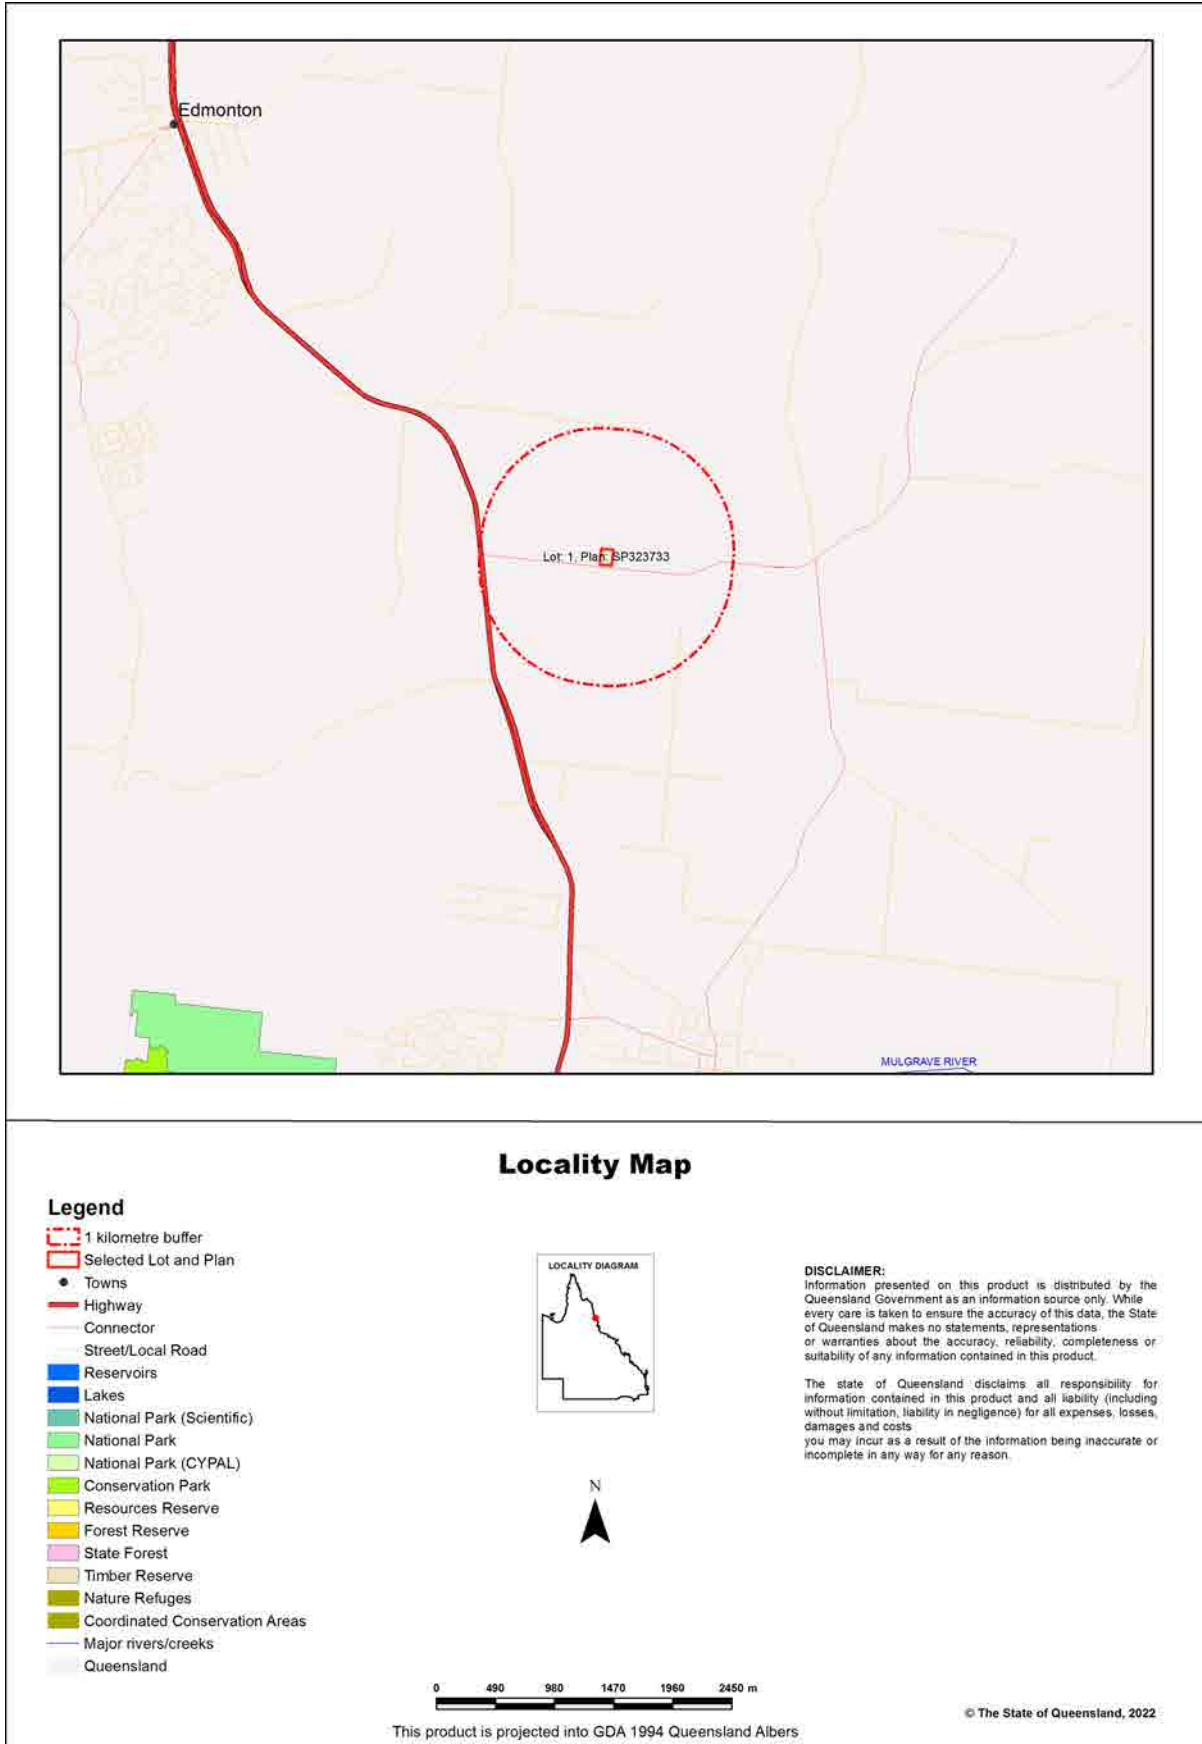 Edmonton
Lot: 1, Plan: SP323733
MULGRAVE RIVER
Locality Map
Legend
1 kilometre buffer
Selected Lot and Plan
Towns
Highway
Connector
Street/Local Road
Reservoirs
Lakes
National Park (Scientific)
National Park
National Park (CYPAL)
Conservation Park
Resources Reserve
Forest Reserve
State Forest
Timber Reserve
Nature Refuges
Coordinated Conservation Areas
Major rivers/creeks
Queensland
LOCALITY DIAGRAM
N
DISCLAIMER:
Information presented on this product is distributed by the
Queensland Government as an information source only. While
every care is taken to ensure the accuracy of this data, the State
of Queensland makes no statements, representations
or warranties about the accuracy, reliability, completeness or
suitability of any information contained in this product.
The state of Queensland disclaims all responsibility for
information contained in this product and all liability (including
without limitation, liability in negligence) for all expenses, losses,
damages and costs
you may incur as a result of the information being inaccurate or
incomplete in any way for any reason.
0 490 980 1470 1960 2450 m
This product is projected into GDA 1994 Queensland Albers
© The State of Queensland, 2022